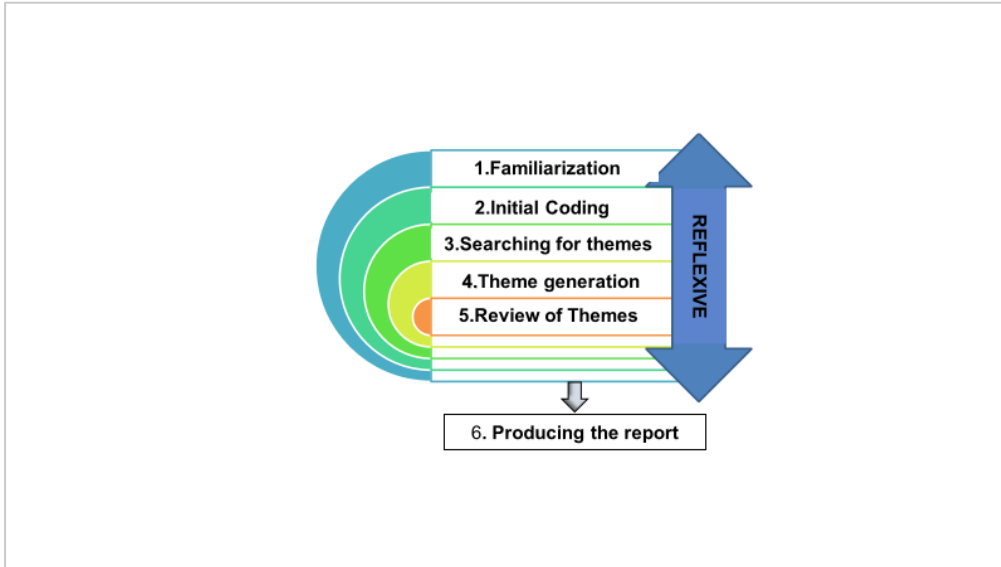 1.Familiarization
2.Initial Coding
3.Searching for themes
4.Theme generation
5.Review of Themes
REFLEXIVE
6. Producing the report